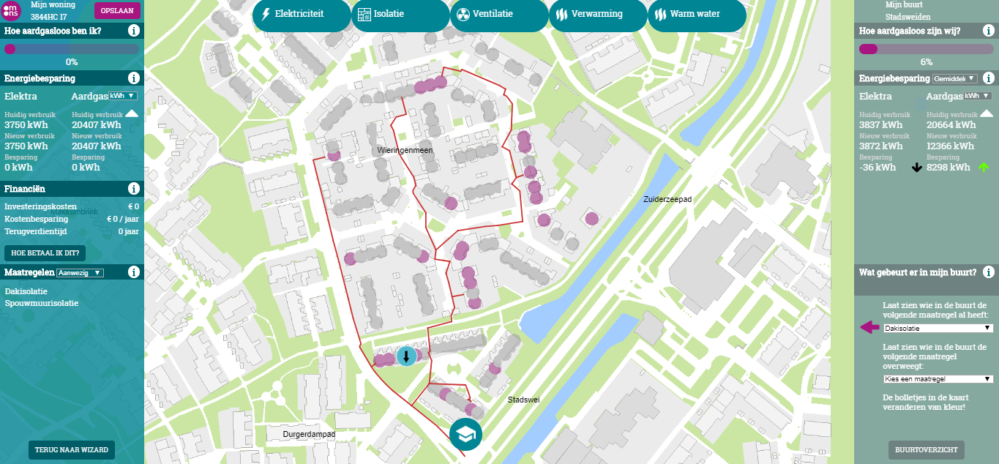 om
ons
Mijn woning
3844HC 17
OPSLAAN
Hoe aardgasloos ben ik?
i
0%
Energiebesparing
i
Elektra
Aardgas
kWh ▼
Huidig verbruik
Huidig verbruik
3750 kWh
20407 kWh
Nieuw verbruik
Nieuw verbruik
3750 kWh
20407 kWh
Besparing
Besparing
0 kWh
0 kWh
Financiën
i
Investeringskosten
€ 0
Makkumbrink
Kostenbesparing
€ 0 / jaar
Terugverdientijd
0 jaar
HOE BETAAL IK DIT?
Maatregelen
Aanwezig ▼
i
Dakisolatie
Spouwmuurisolatie
TERUG NAAR WIZARD
Elektriciteit
Isolatie
Ventilatie
Verwarming
Warm water
Wieringenmeen
Zuiderzeepad
Stadswei
Durgerdampad
Mijn buurt
Stadsweiden
Hoe aardgasloos zijn wij?
i
6%
Energiebesparing
Gemiddeld ▼
i
Elektra
Aardgas
kWh ▼
Huidig verbruik
Huidig verbruik
3837 kWh
20664 kWh
Nieuw verbruik
Nieuw verbruik
3872 kWh
12366 kWh
Besparing
Besparing
-36 kWh
8298 kWh
Wat gebeurt er in mijn buurt?
i
Laat zien wie in de buurt de
volgende maatregel al heeft:
Dakisolatie ▼
Laat zien wie in de buurt de
volgende maatregel
overweegt:
Kies een maatregel ▼
De bolletjes in de kaart
veranderen van kleur!
BUURTOVERZICHT